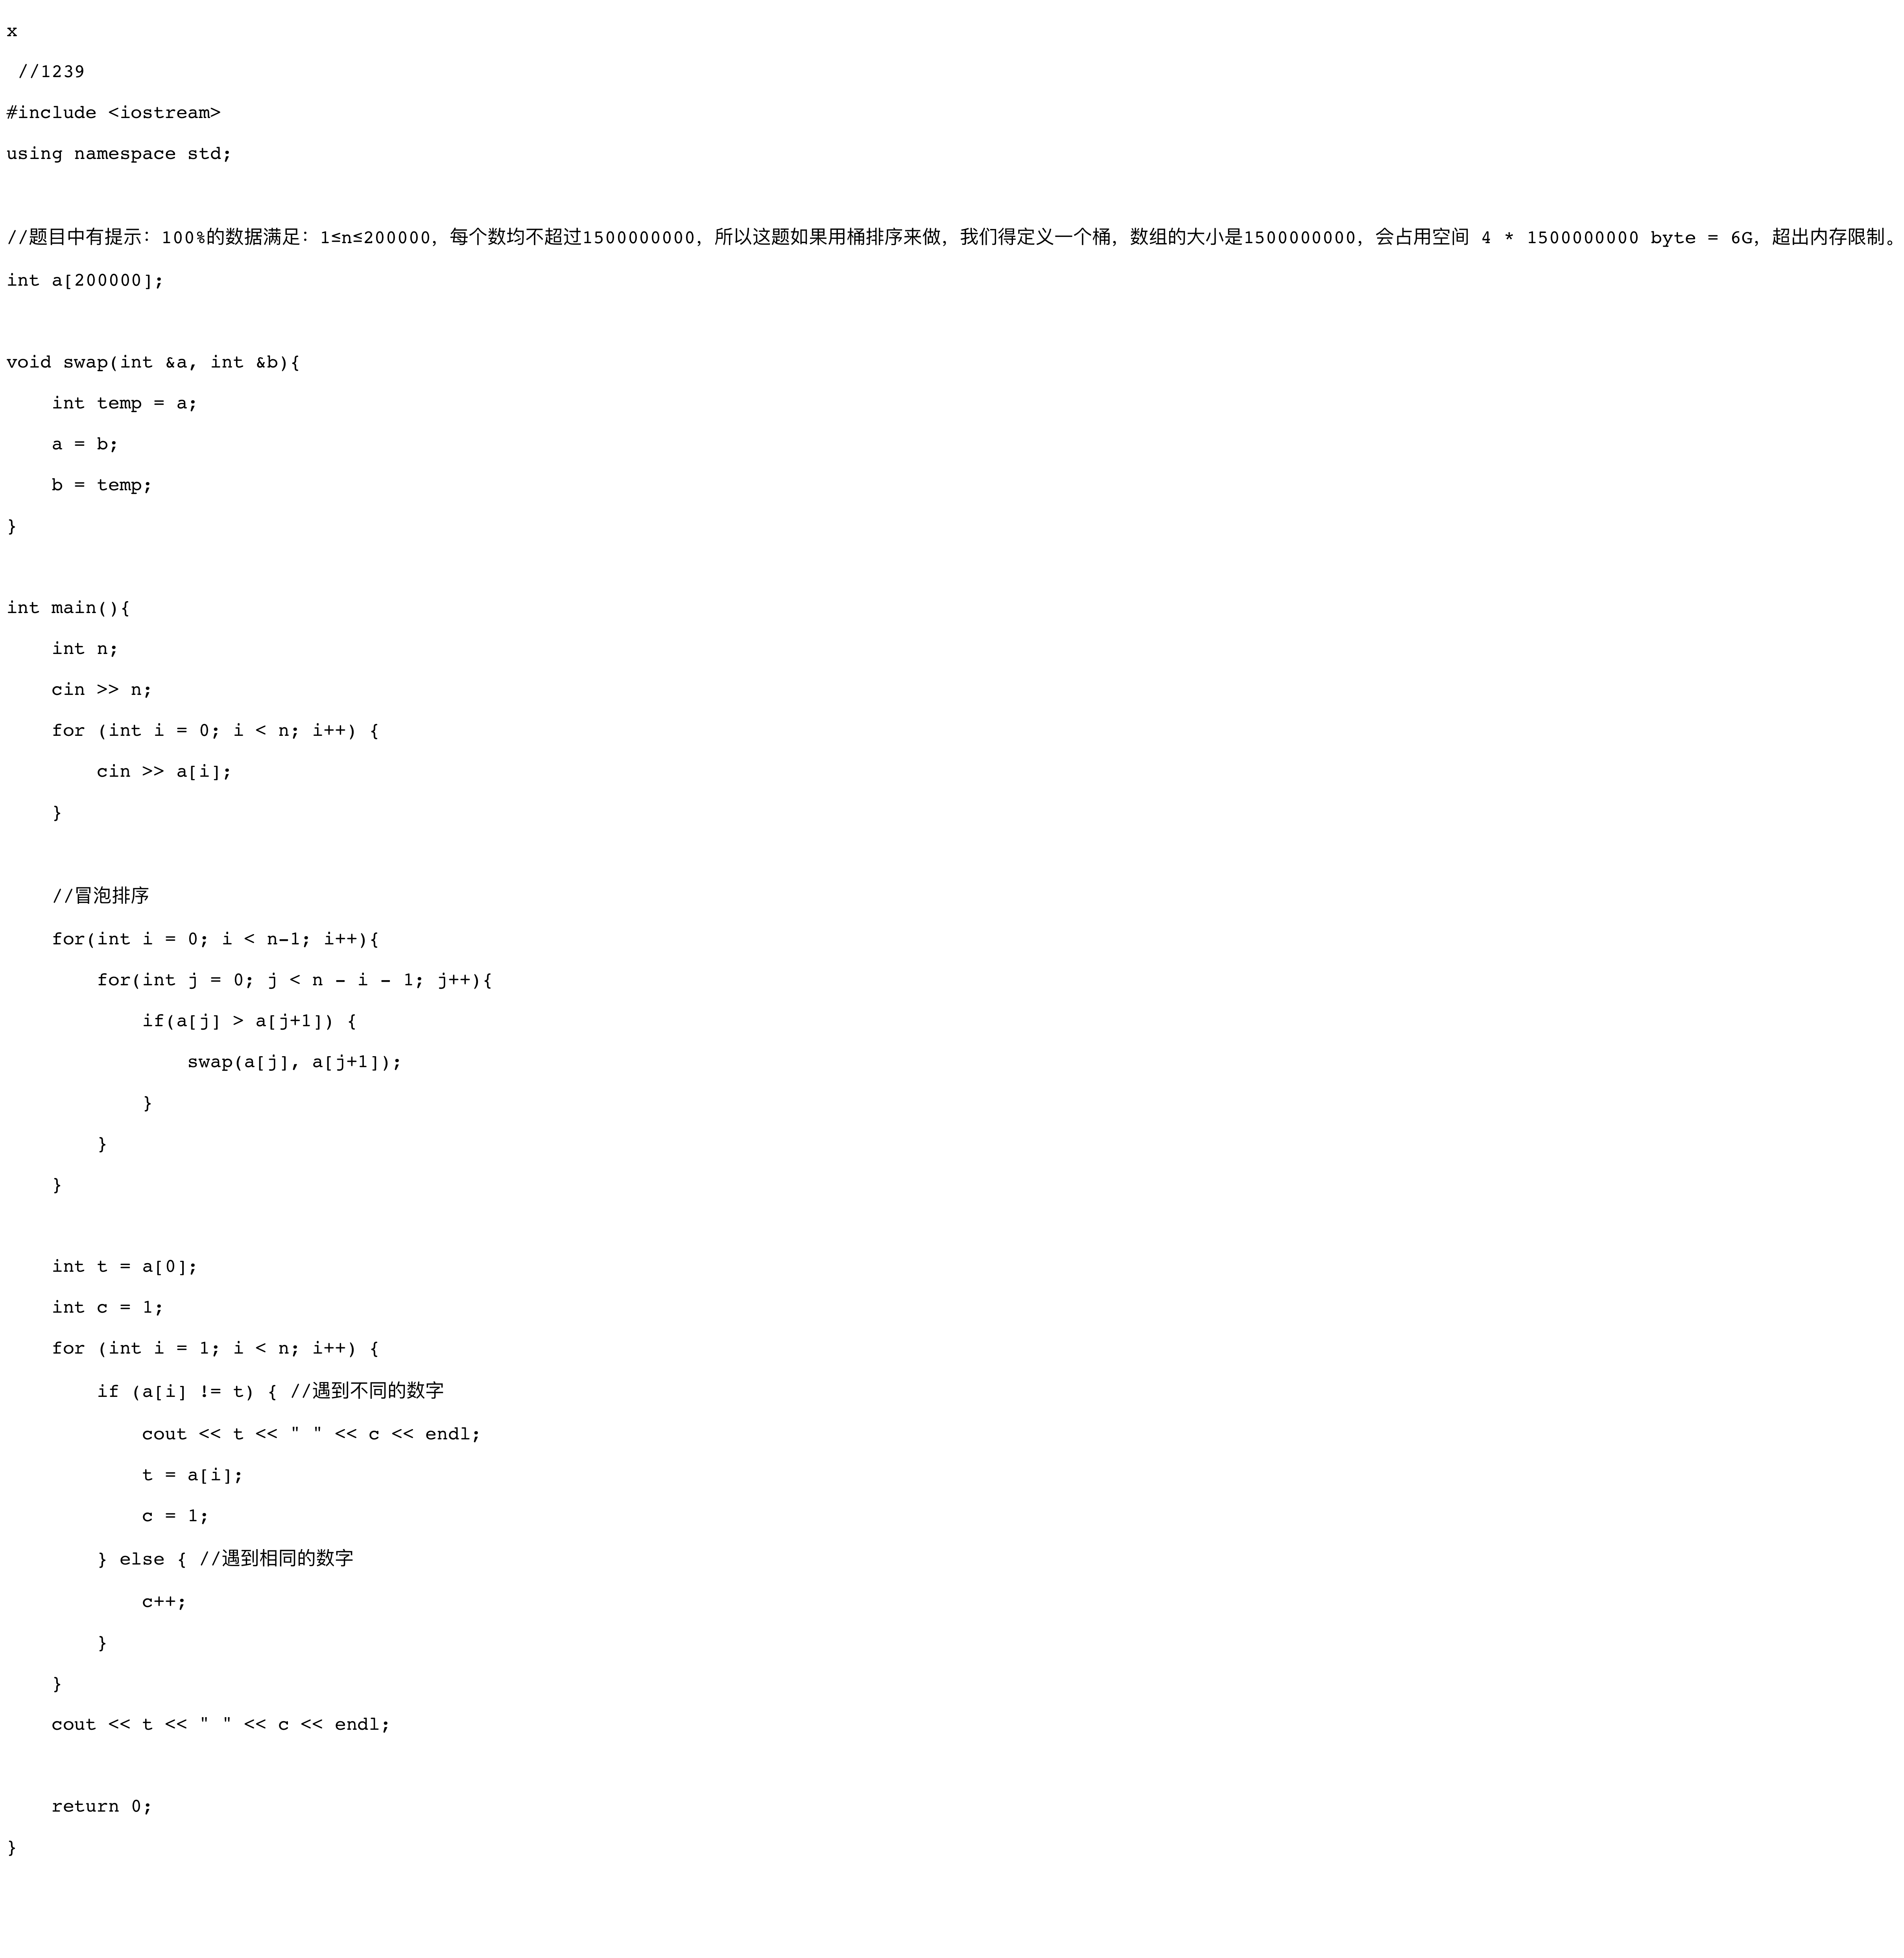 x
 //1239
#include <iostream>
using namespace std;

//题目中有提示：100%的数据满足：1≤n≤200000，每个数均不超过1500000000，所以这题如果用桶排序来做，我们得定义一个桶，数组的大小是1500000000，会占用空间 4 * 1500000000 byte = 6G，超出内存限制。
int a[200000];

void swap(int &a, int &b){
    int temp = a;
    a = b;
    b = temp;
}

int main(){
    int n;
    cin >> n;
    for (int i = 0; i < n; i++) {
        cin >> a[i];
    }

    //冒泡排序
    for(int i = 0; i < n-1; i++){
        for(int j = 0; j < n - i - 1; j++){
            if(a[j] > a[j+1]) {
                swap(a[j], a[j+1]);
            }
        }
    }

    int t = a[0];
    int c = 1;
    for (int i = 1; i < n; i++) {
        if (a[i] != t) { //遇到不同的数字
            cout << t << " " << c << endl;
            t = a[i];
            c = 1;
        } else { //遇到相同的数字
            c++;
        }
    }
    cout << t << " " << c << endl;

    return 0;
}